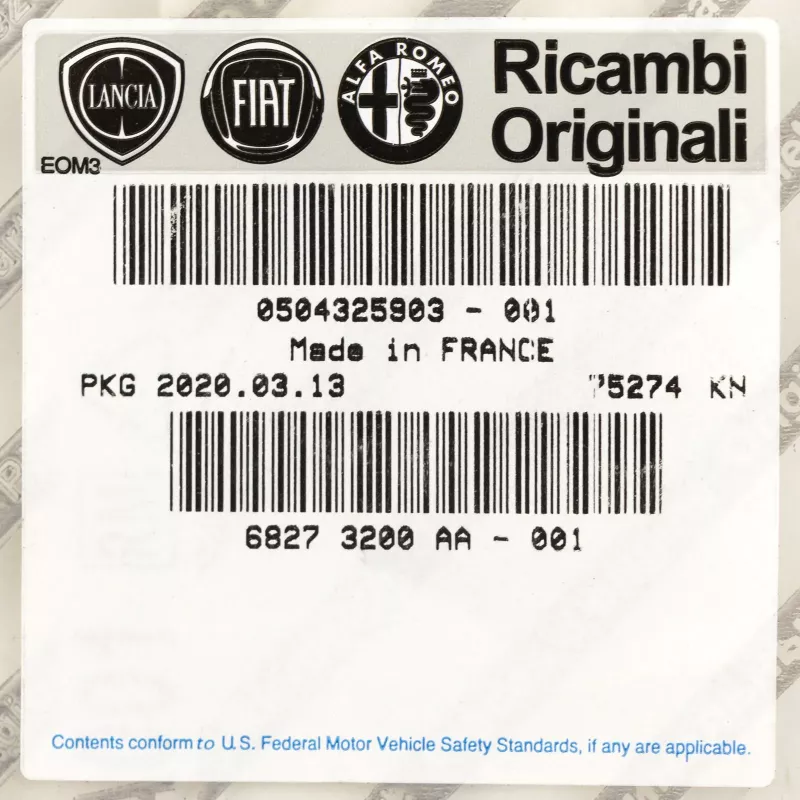 LANCIA FIAT ALFA ROMEO Ricambi
Originali
EOM3
0504325903 - 001
Made in FRANCE
PKG 2020.03.13 75274 KN
6827 3200 AA - 001
Contents conform to U.S. Federal Motor Vehicle Safety Standards, if any are applicable.